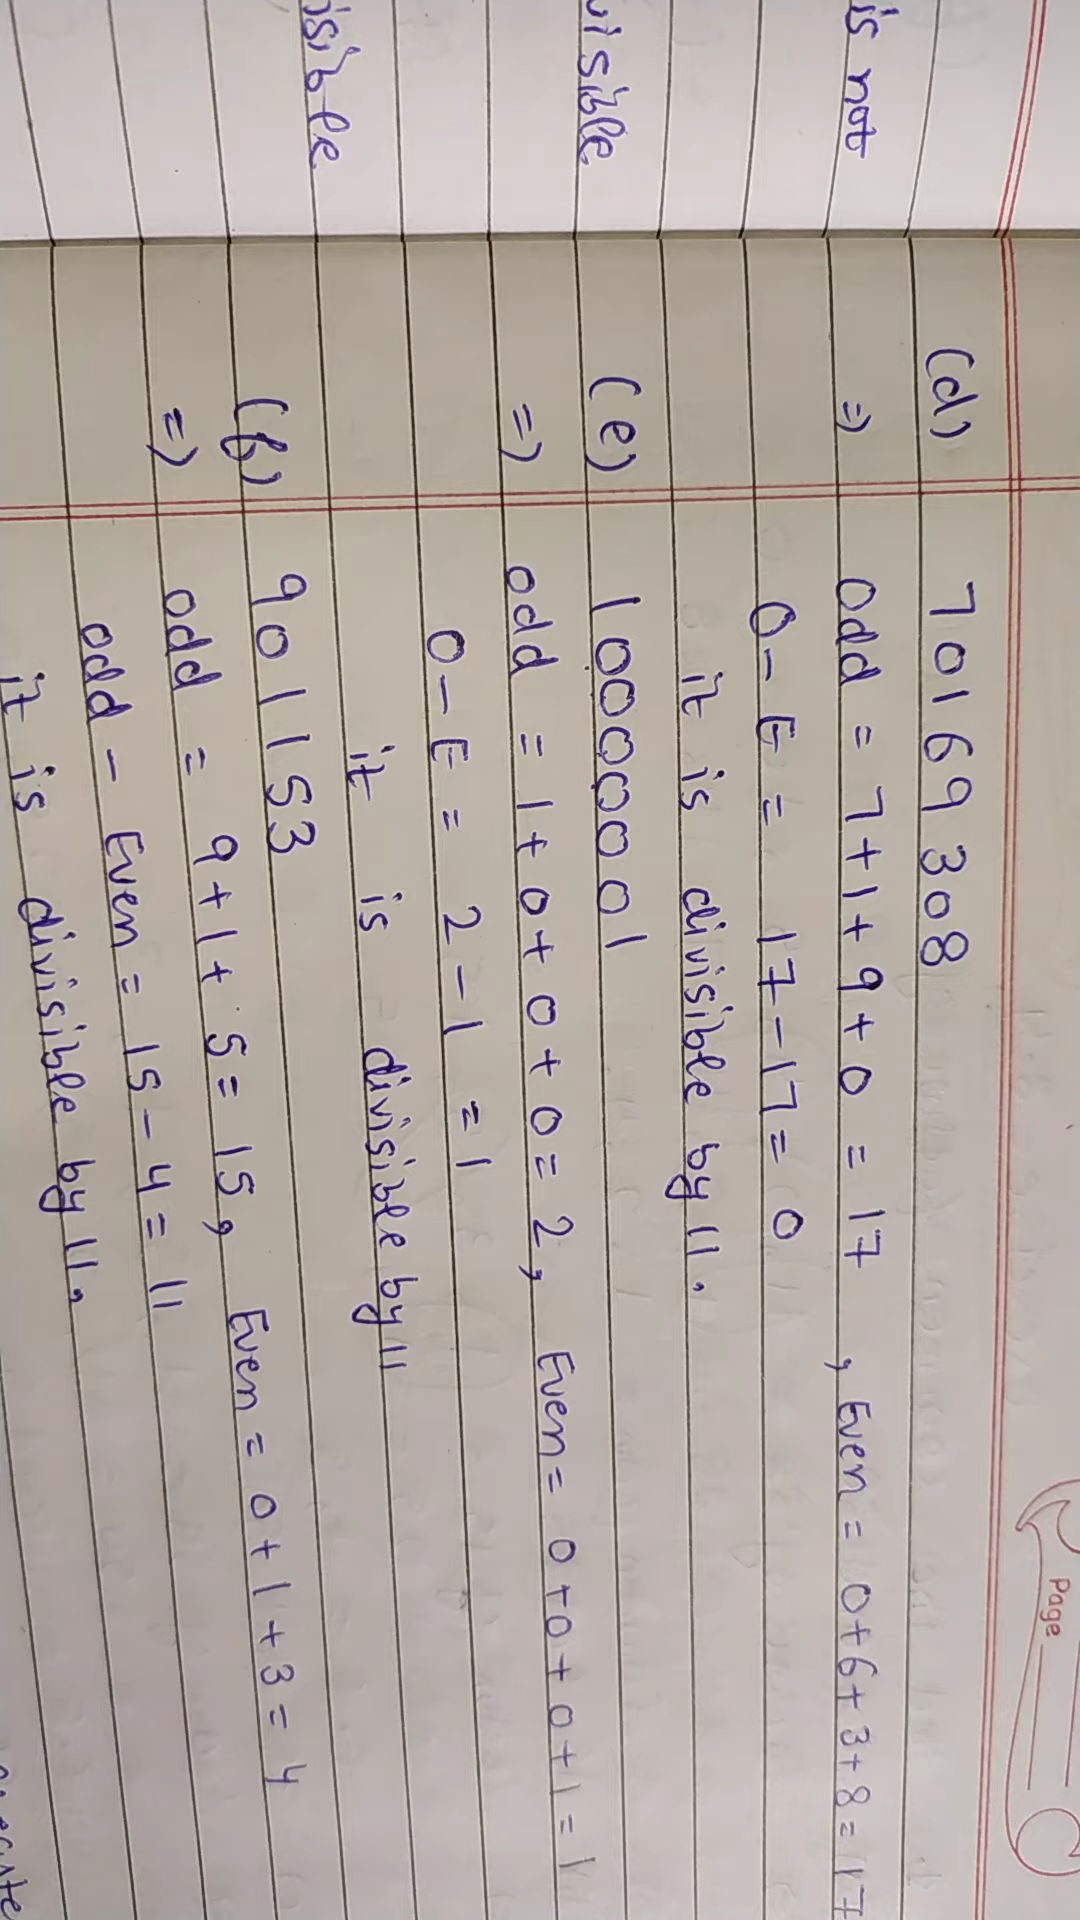 is not
visible
isible
Page
(d) 70169308
=> Odd = 7+1+9+0 = 17 , Even = 0+6+3+8 = 17
O-E = 17-17 = 0
it is divisible by 11.
(e) 10000001
=> odd = 1+0+0+0 = 2, Even = 0+0+0+1 = 1
O-E = 2-1 = 1
it is divisible by 11
(f) 901153
=> odd = 9+1+5 = 15, Even = 0+1+3 = 4
odd - Even = 15-4 = 11
it is divisible by 11.